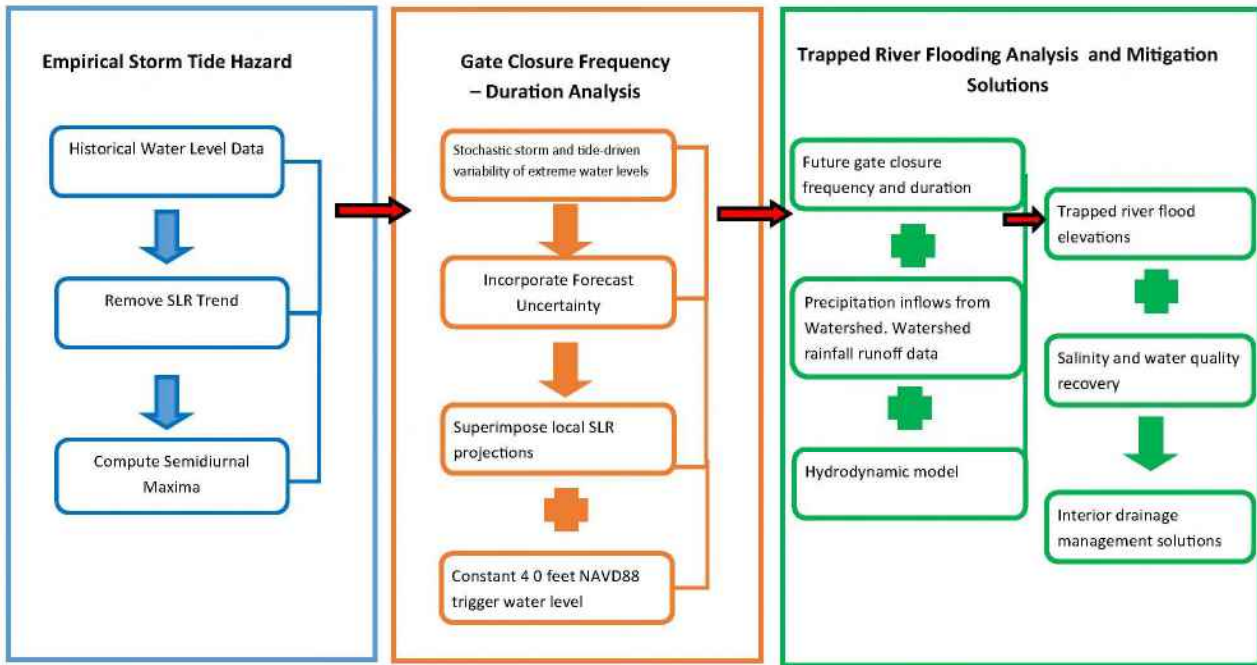 Empirical Storm Tide Hazard
Historical Water Level Data
Remove SLR Trend
Compute Semidiurnal
Maxima
Gate Closure Frequency
– Duration Analysis
Stochastic storm and tide-driven
variability of extreme water levels
Incorporate Forecast
Uncertainty
Superimpose local SLR
projections
Constant 4 0 feet NAVD88
trigger water level
Trapped River Flooding Analysis and Mitigation
Solutions
Future gate closure
frequency and duration
Precipitation inflows from
Watershed. Watershed
rainfall runoff data
Hydrodynamic model
Trapped river flood
elevations
Salinity and water quality
recovery
Interior drainage
management solutions